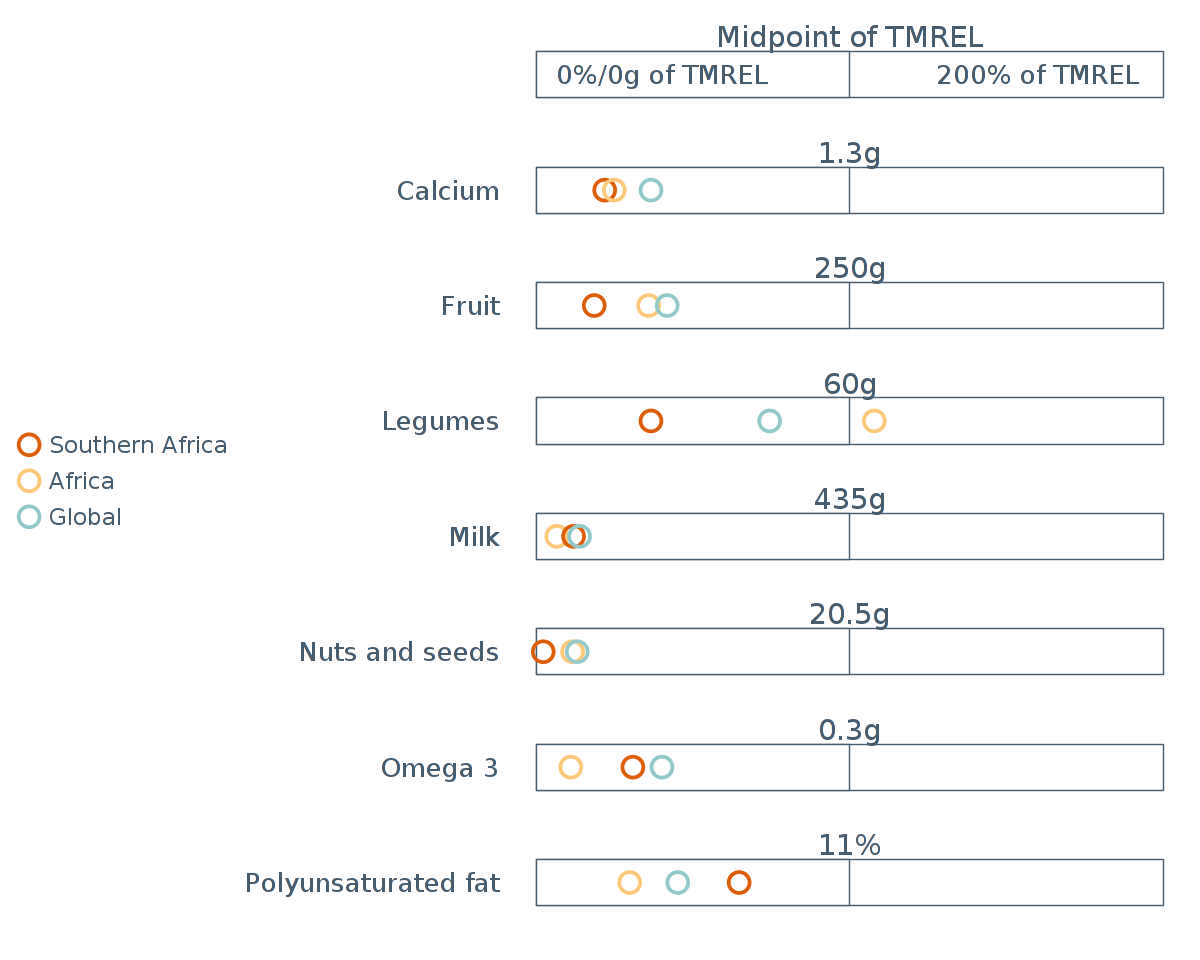 Midpoint of TMREL
0%/0g of TMREL
200% of TMREL
1.3g
Calcium
250g
Fruit
60g
Legumes
Southern Africa
Africa
Global
435g
Milk
20.5g
Nuts and seeds
0.3g
Omega 3
11%
Polyunsaturated fat